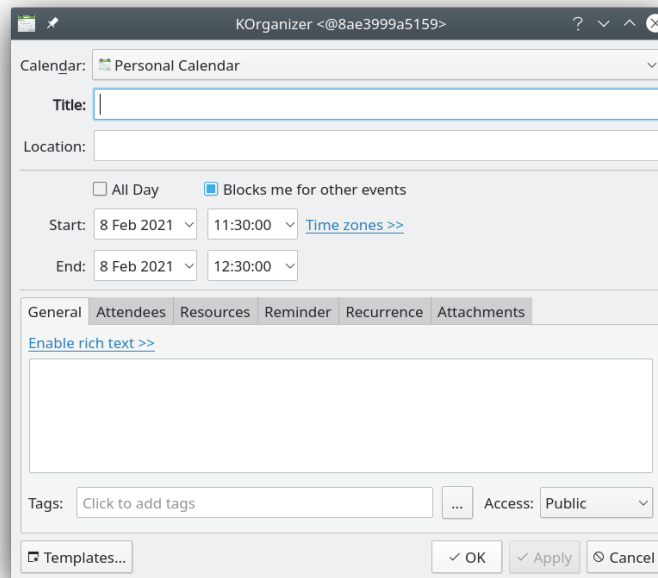 KOrganizer <@8ae3999a5159>
Calendar: Personal Calendar
Title:
Location:
All Day Blocks me for other events
Start: 8 Feb 2021 11:30:00 Time zones >>
End: 8 Feb 2021 12:30:00
General Attendees Resources Reminder Recurrence Attachments
Enable rich text >>
Tags: Click to add tags ... Access: Public
Templates... OK Apply Cancel